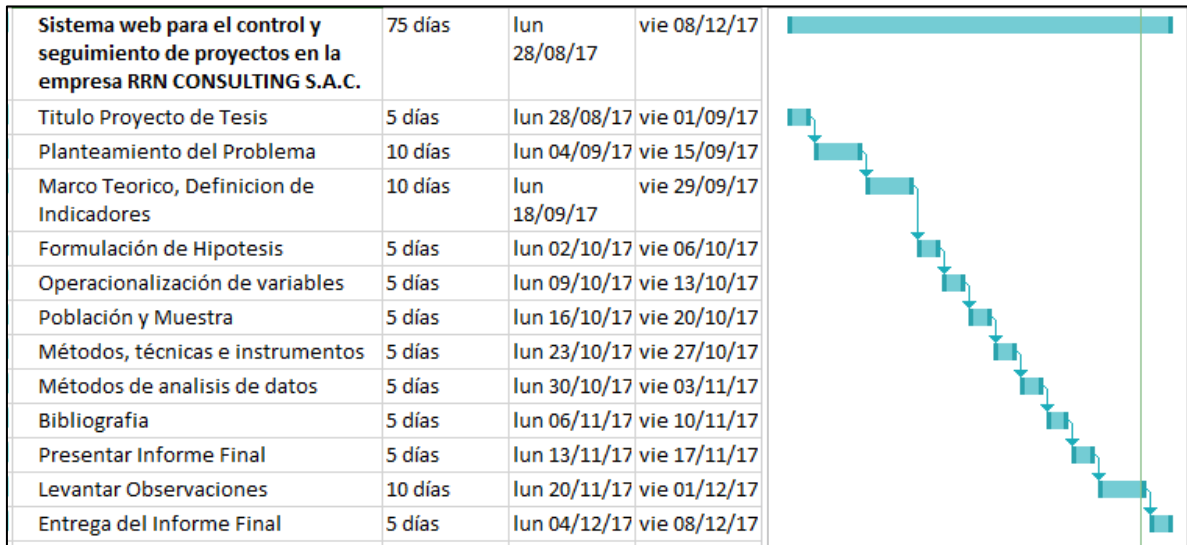 Sistema web para el control y 75 días lun vie 08/12/17
seguimiento de proyectos en la 28/08/17
empresa RRN CONSULTING S.A.C.
Titulo Proyecto de Tesis 5 días lun 28/08/17 vie 01/09/17
Planteamiento del Problema 10 días lun 04/09/17 vie 15/09/17
Marco Teorico, Definicion de 10 días lun vie 29/09/17
Indicadores 18/09/17
Formulación de Hipotesis 5 días lun 02/10/17 vie 06/10/17
Operacionalización de variables 5 días lun 09/10/17 vie 13/10/17
Población y Muestra 5 días lun 16/10/17 vie 20/10/17
Métodos, técnicas e instrumentos 5 días lun 23/10/17 vie 27/10/17
Métodos de analisis de datos 5 días lun 30/10/17 vie 03/11/17
Bibliografia 5 días lun 06/11/17 vie 10/11/17
Presentar Informe Final 5 días lun 13/11/17 vie 17/11/17
Levantar Observaciones 10 días lun 20/11/17 vie 01/12/17
Entrega del Informe Final 5 días lun 04/12/17 vie 08/12/17